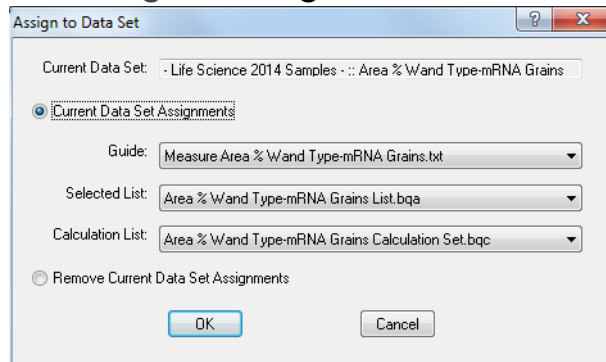 Assign to Data Set
Current Data Set: - Life Science 2014 Samples - :: Area % Wand Type-mRNA Grains
Current Data Set Assignments
Guide: Measure Area % Wand Type-mRNA Grains.txt
Selected List: Area % Wand Type-mRNA Grains List.bqa
Calculation List: Area % Wand Type-mRNA Grains Calculation Set.bqc
Remove Current Data Set Assignments
OK Cancel